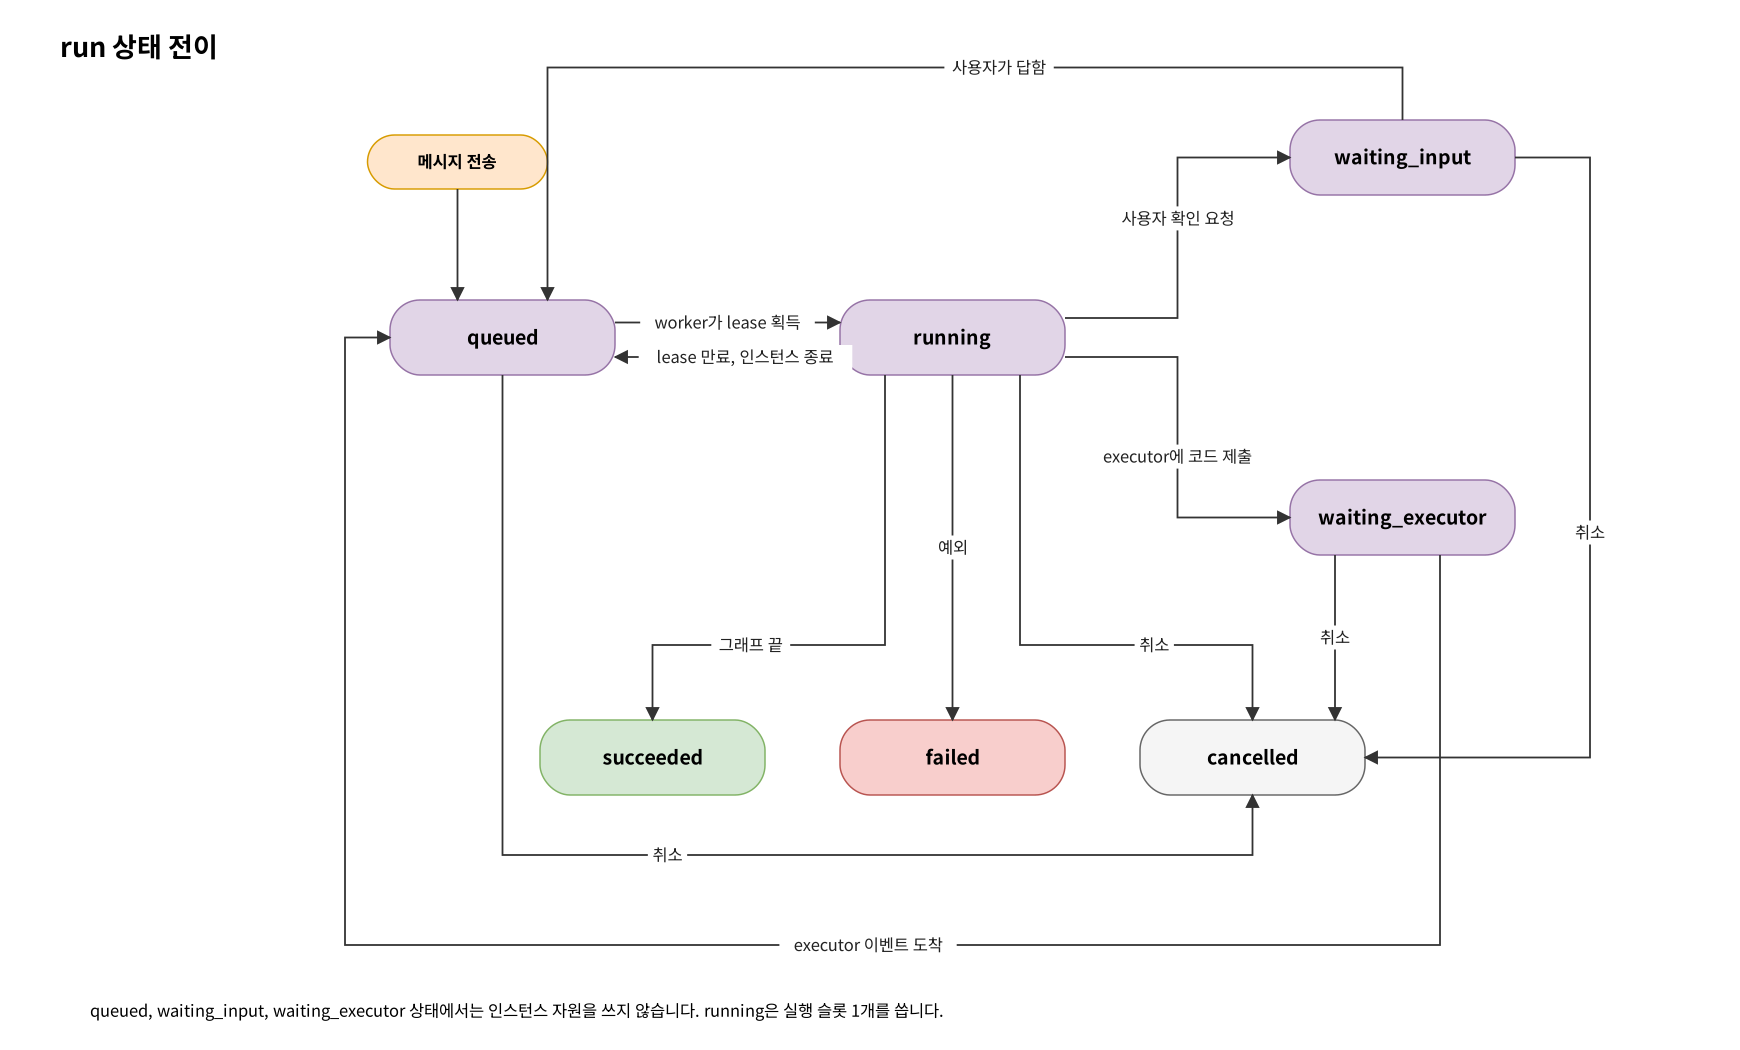 run 상태 전이
사용자가 답함
메시지 전송
waiting_input
사용자 확인 요청
queued
worker가 lease 획득
running
lease 만료, 인스턴스 종료
executor에 코드 제출
waiting_executor
취소
예외
취소
그래프 끝
취소
succeeded
failed
cancelled
취소
executor 이벤트 도착
queued, waiting_input, waiting_executor 상태에서는 인스턴스 자원을 쓰지 않습니다. running은 실행 슬롯 1개를 씁니다.